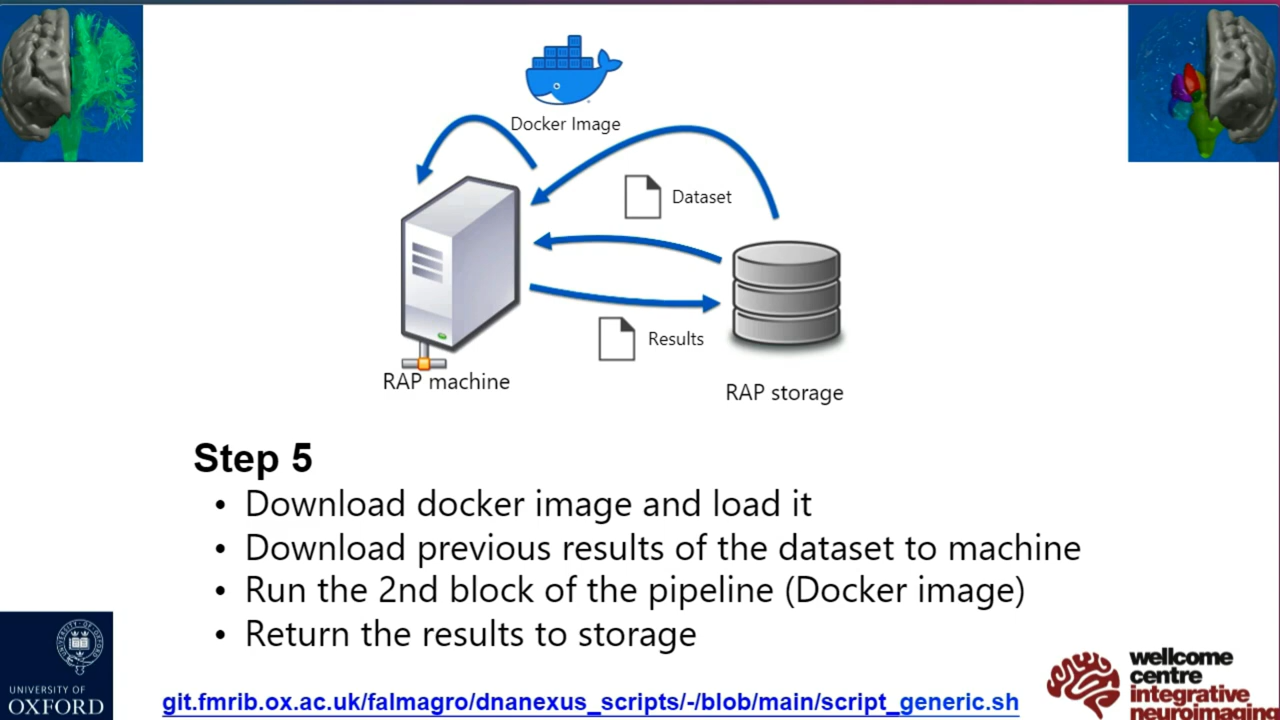 Docker Image
Dataset
Results
RAP machine
RAP storage
Step 5
• Download docker image and load it
• Download previous results of the dataset to machine
• Run the 2nd block of the pipeline (Docker image)
• Return the results to storage
git.fmrib.ox.ac.uk/falmagro/dnanexus_scripts/-/blob/main/script_generic.sh
UNIVERSITY OF
OXFORD
wellcome
centre
integrative
neuroimaging